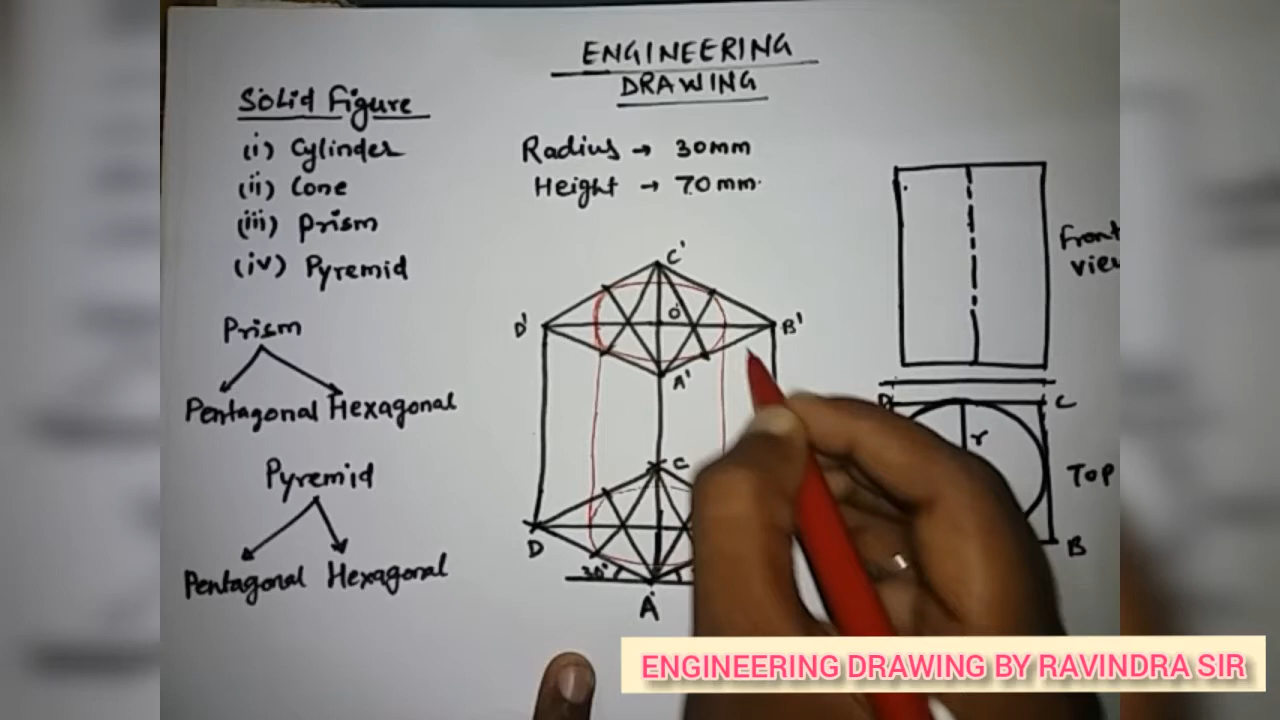 ENGINEERING
DRAWING
Solid Figure
(i) Cylinder
(ii) Cone
(iii) Prism
(iv) Pyremid
Prism
Pentagonal Hexagonal
Pyremid
Pentagonal Hexagonal
Radius → 30mm
Height → 70mm.
C'
D'
O'
B'
A'
C
D
30°
A
Front
view
D
C
r
Top
B
ENGINEERING DRAWING BY RAVINDRA SIR